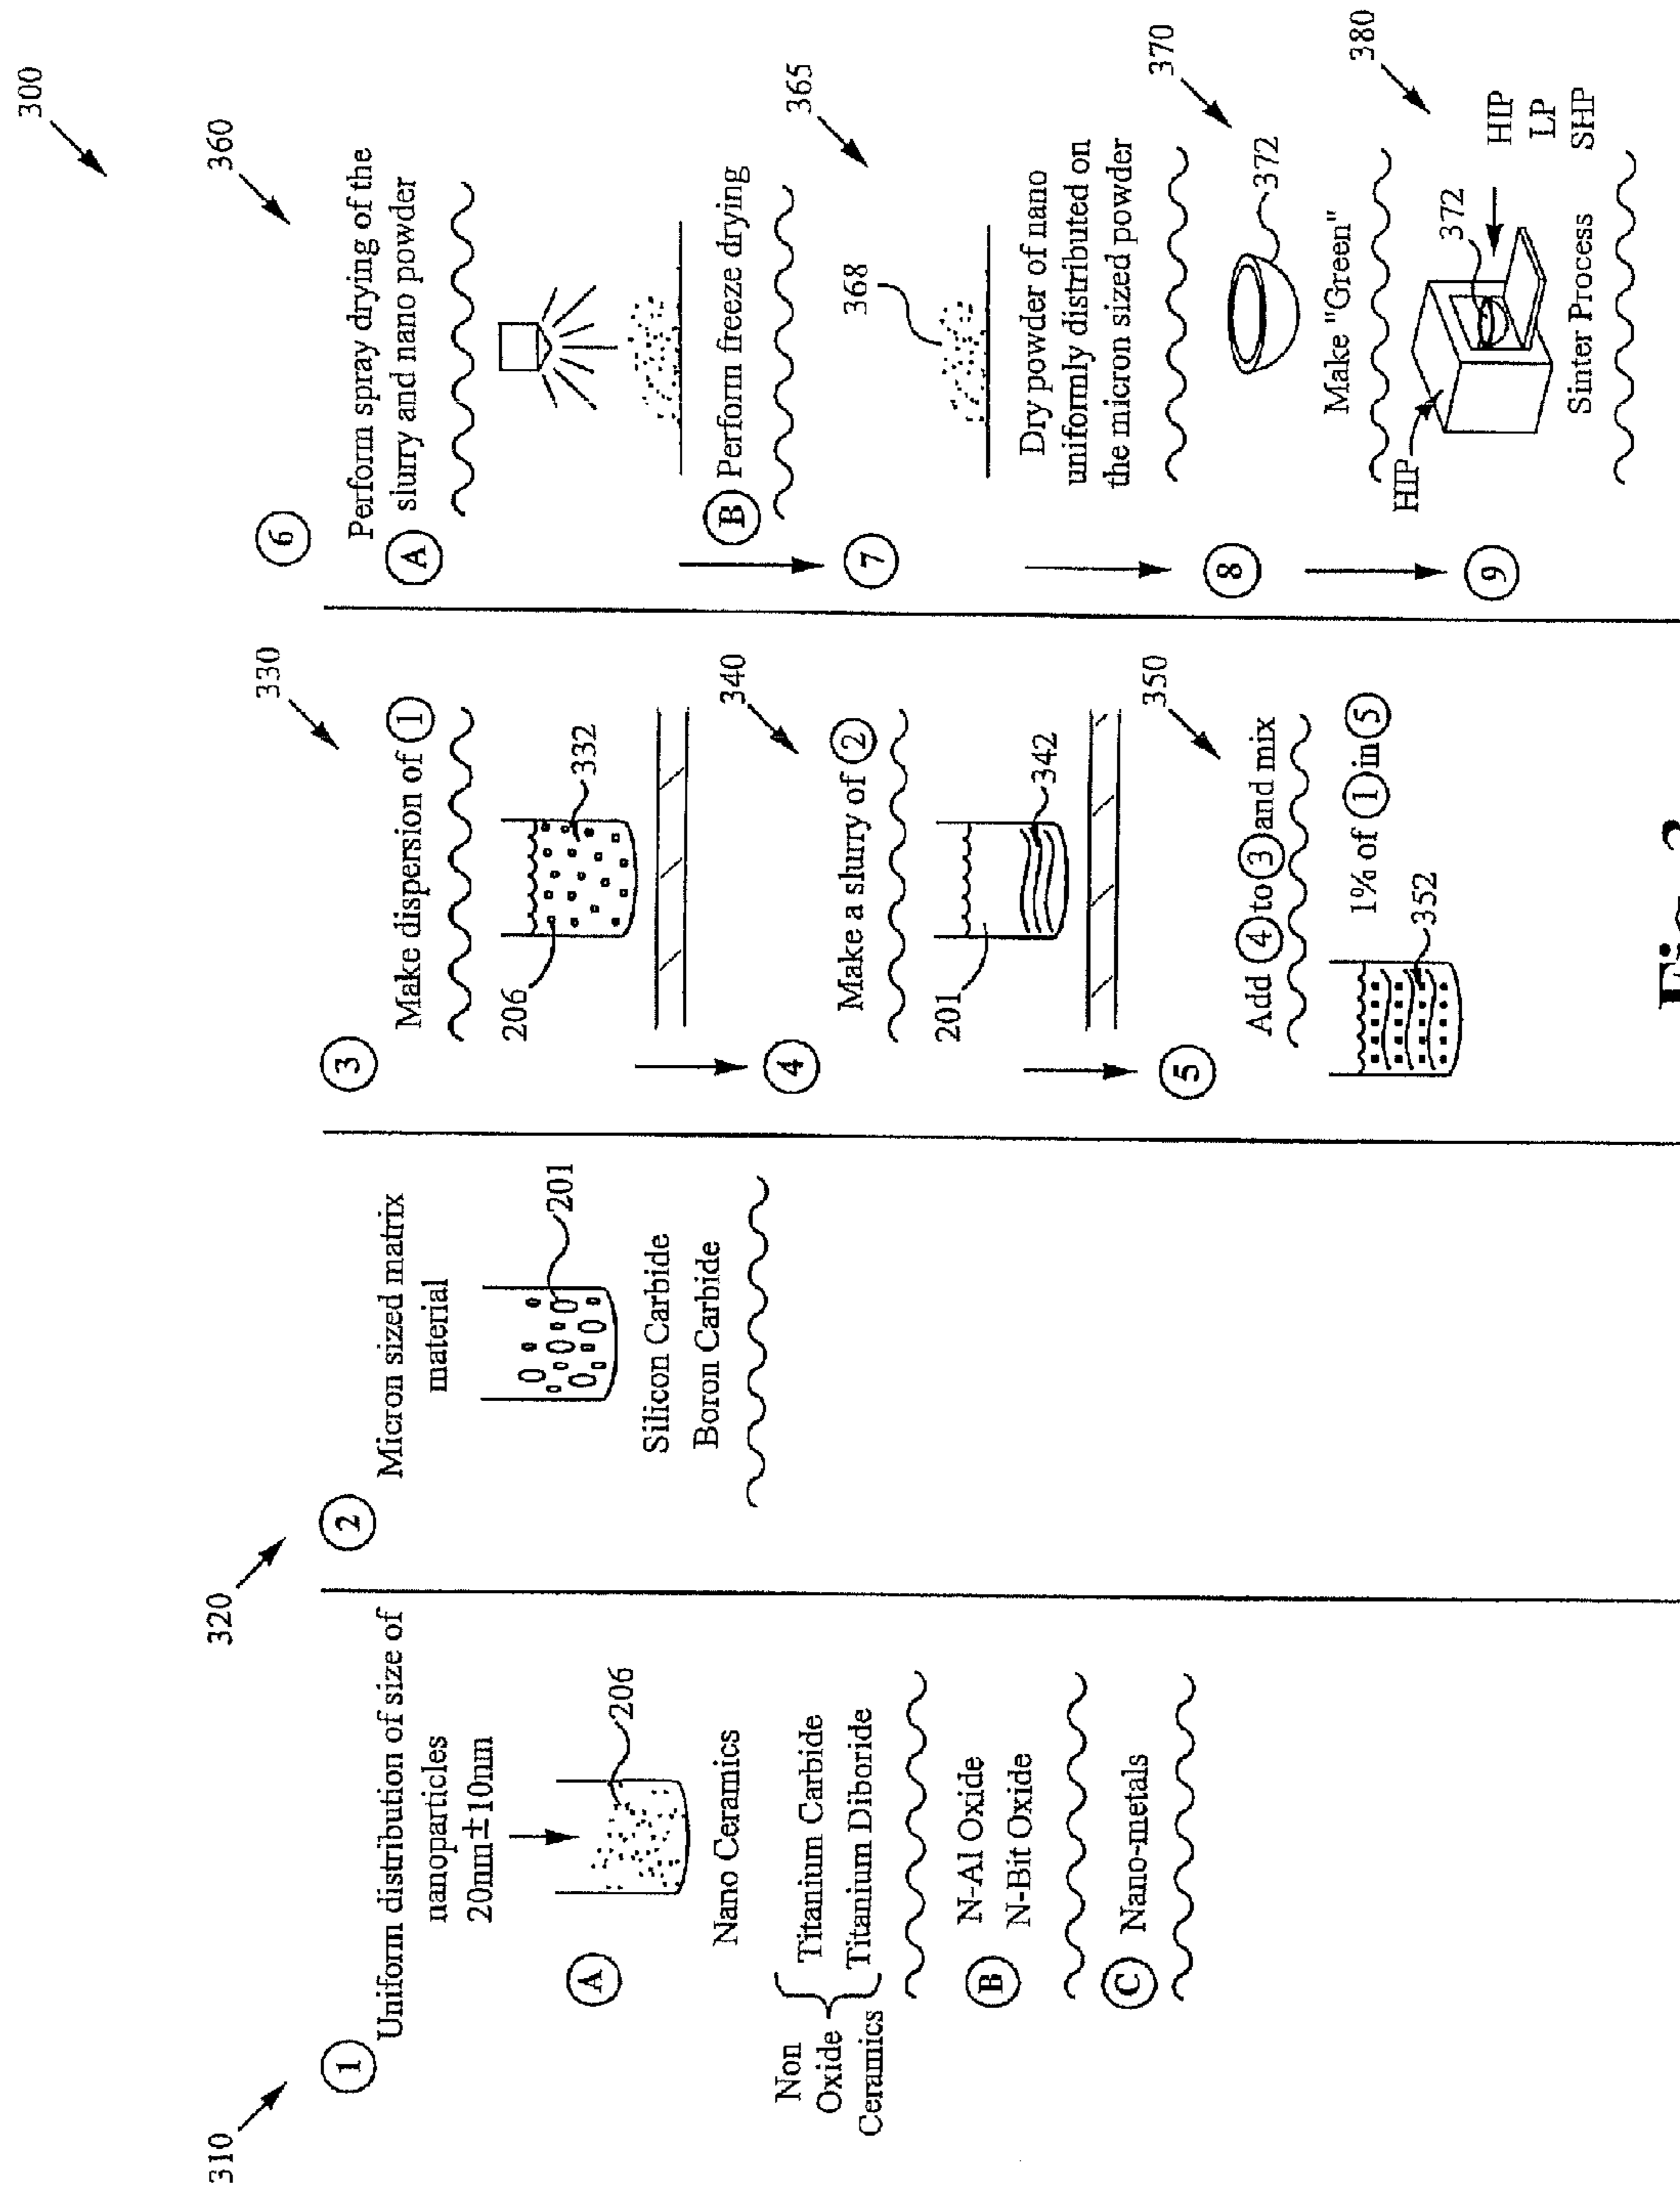 300
310
①
Uniform distribution of size of
nanoparticles
20nm±10nm
Ⓐ
206
Nano Ceramics
Non
Oxide
Ceramics
Titanium Carbide
Titanium Diboride
Ⓑ
N-Al Oxide
N-Bit Oxide
Ⓒ Nano-metals
320
②
Micron sized matrix
material
201
Silicon Carbide
Boron Carbide
330
③
Make dispersion of ①
206
332
340
④
Make a slurry of ②
201
342
350
⑤
Add ④ to ③ and mix
1% of ① in ⑤
352
360
⑥
Perform spray drying of the
Ⓐ slurry and nano powder
Ⓑ Perform freeze drying
365
⑦
368
Dry powder of nano
uniformly distributed on
the micron sized powder
370
⑧
372
Make "Green"
380
⑨
HIP
372
HIP
LP
SHP
Sinter Process